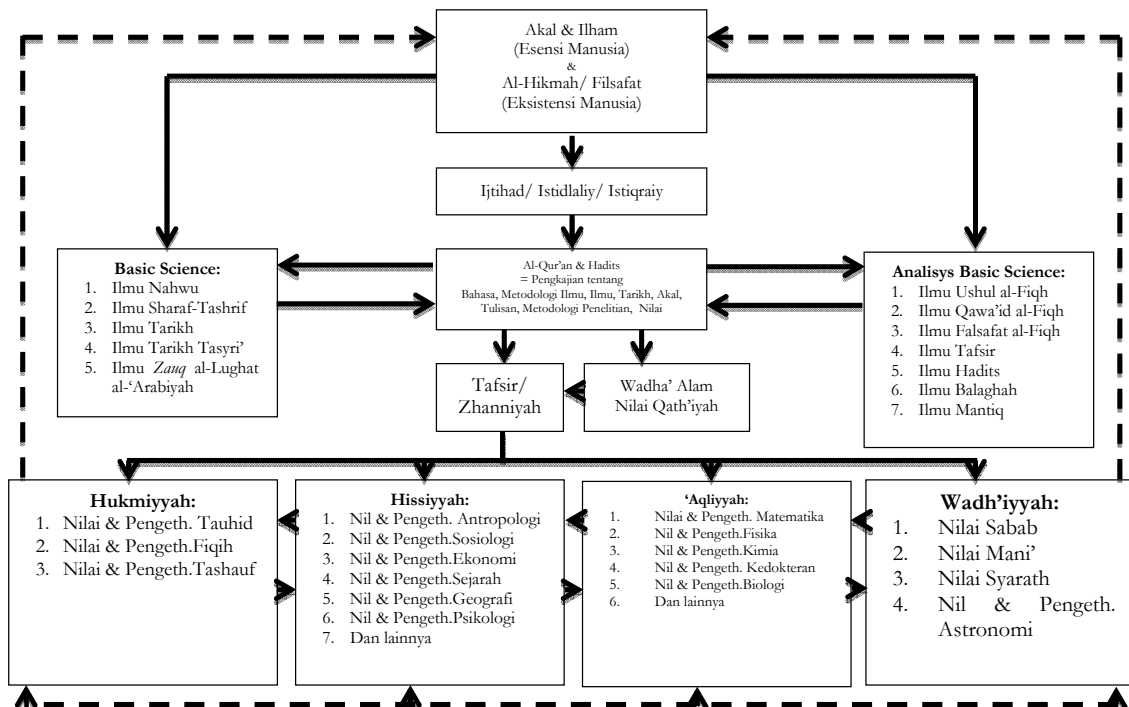 Akal & Ilham
(Esensi Manusia)
&
Al-Hikmah/ Filsafat
(Eksistensi Manusia)
Ijtihad/ Istidlaliy/ Istiqraiy
Basic Science:
1. Ilmu Nahwu
2. Ilmu Sharaf-Tashrif
3. Ilmu Tarikh
4. Ilmu Tarikh Tasyri’
5. Ilmu Zauq al-Lughat
al-‘Arabiyah
Al-Qur’an & Hadits
= Pengkajian tentang
Bahasa, Metodologi Ilmu, Ilmu, Tarikh, Akal,
Tulisan, Metodologi Penelitian, Nilai
Analisys Basic Science:
1. Ilmu Ushul al-Fiqh
2. Ilmu Qawa’id al-Fiqh
3. Ilmu Falsafat al-Fiqh
4. Ilmu Tafsir
5. Ilmu Hadits
6. Ilmu Balaghah
7. Ilmu Mantiq
Tafsir/
Zhanniyah
Wadha’ Alam
Nilai Qath’iyah
Hukmiyyah:
1. Nilai & Pengeth. Tauhid
2. Nilai & Pengeth.Fiqih
3. Nilai & Pengeth.Tashauf
Hissiyyah:
1. Nil & Pengeth. Antropologi
2. Nil & Pengeth.Sosiologi
3. Nil & Pengeth.Ekonomi
4. Nil & Pengeth.Sejarah
5. Nil & Pengeth.Geografi
6. Nil & Pengeth.Psikologi
7. Dan lainnya
‘Aqliyyah:
1. Nilai & Pengeth. Matematika
2. Nil & Pengeth.Fisika
3. Nil & Pengeth.Kimia
4. Nil & Pengeth. Kedokteran
5. Nil & Pengeth.Biologi
6. Dan lainnya
Wadh’iyyah:
1. Nilai Sabab
2. Nilai Mani’
3. Nilai Syarath
4. Nil & Pengeth.
Astronomi